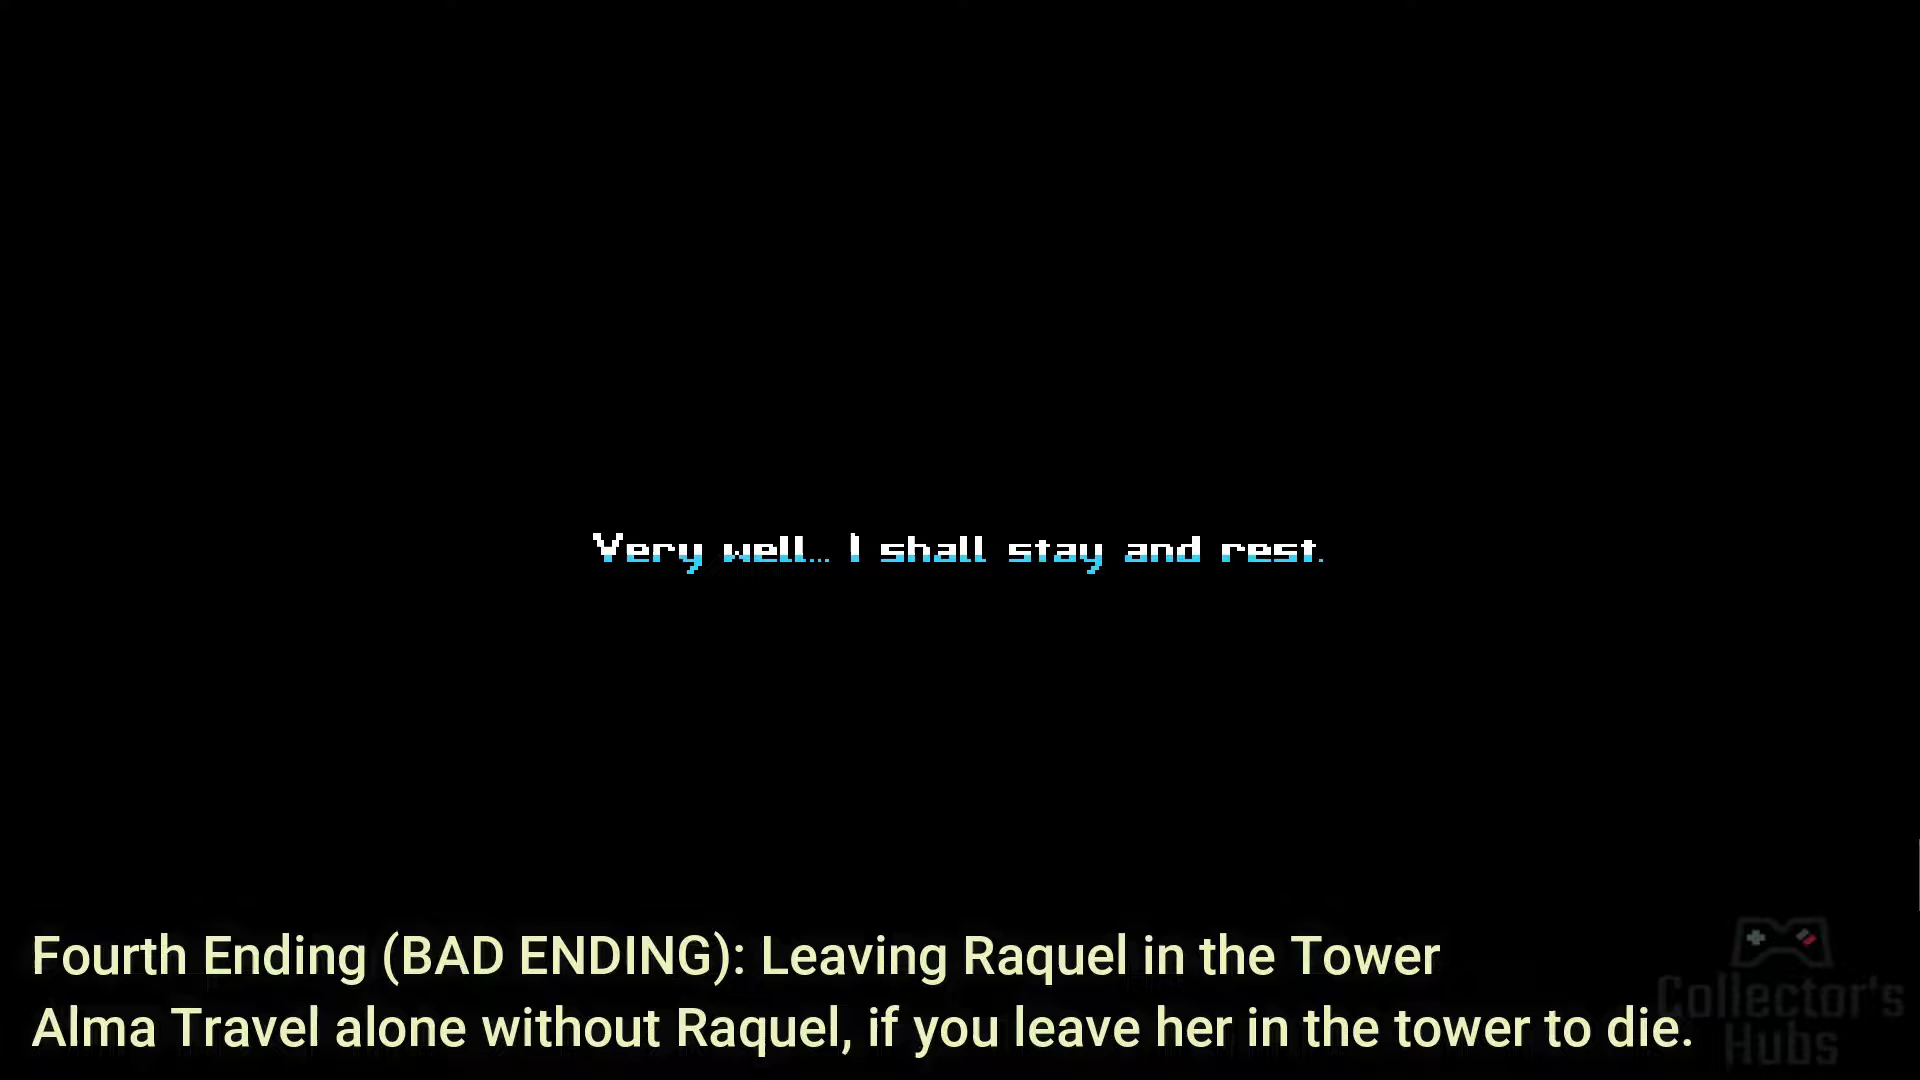 Very well... I shall stay and rest.
Fourth Ending (BAD ENDING): Leaving Raquel in the Tower
Alma Travel alone without Raquel, if you leave her in the tower to die.
Collector's
Hubs